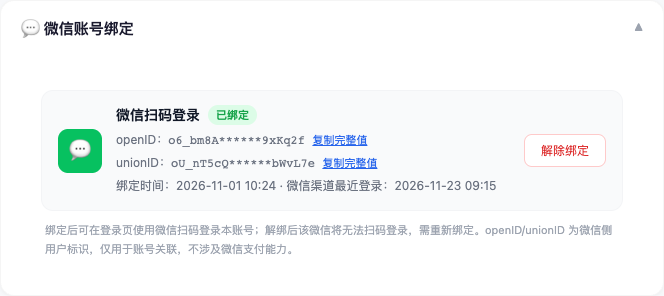 微信账号绑定
微信扫码登录 已绑定
openID: o6_bm8A******9xKq2f 复制完整值
unionID: oU_nT5cQ******bWvL7e 复制完整值
绑定时间：2026-11-01 10:24 · 微信渠道最近登录：2026-11-23 09:15
解除绑定
绑定后可在登录页使用微信扫码登录本账号；解绑后该微信将无法扫码登录，需重新绑定。openID/unionID 为微信侧
用户标识，仅用于账号关联，不涉及微信支付能力。